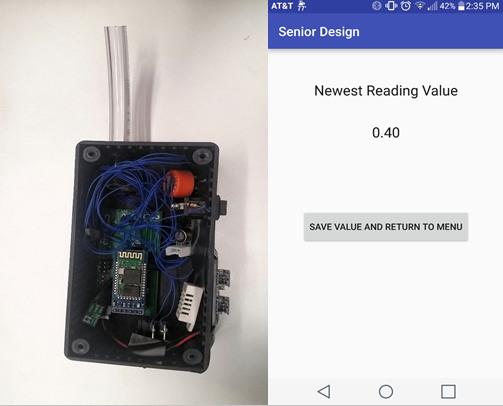 AT&T 42% 2:35 PM
Senior Design
Newest Reading Value
0.40
SAVE VALUE AND RETURN TO MENU